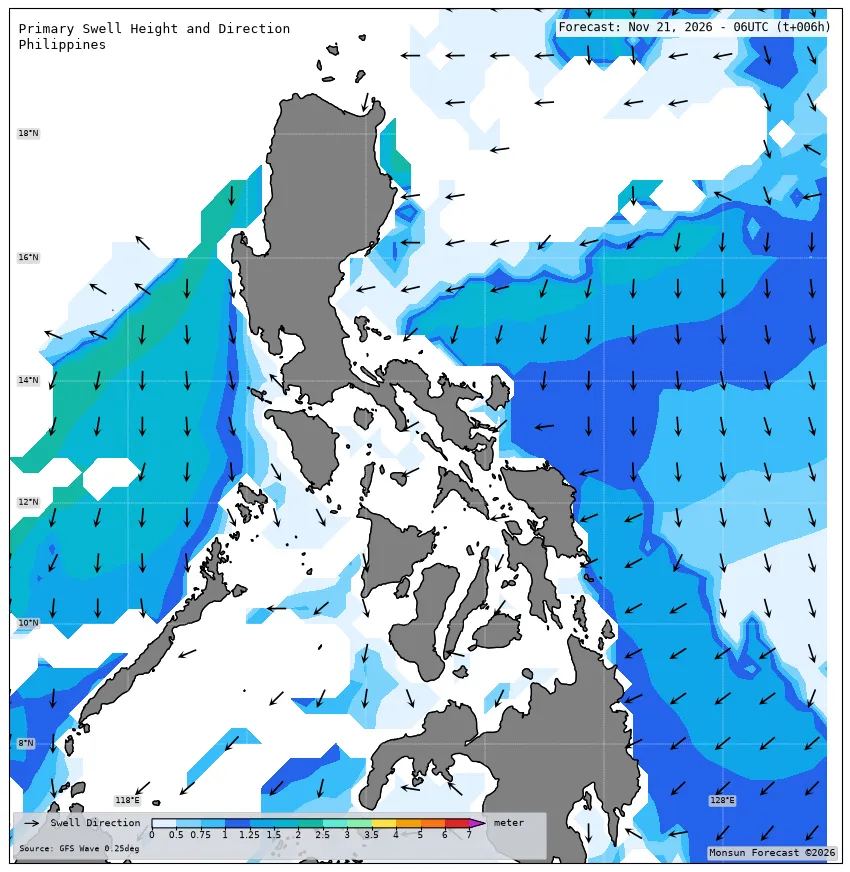 Primary Swell Height and Direction
Philippines
Forecast: Nov 21, 2026 - 06UTC (t+006h)
18°N
16°N
14°N
12°N
10°N
8°N
118°E
128°E
Swell Direction
0 0.5 0.75 1 1.25 1.5 2 2.5 3 3.5 4 5 6 7
meter
Source: GFS Wave 0.25deg
Monsun Forecast ©2026